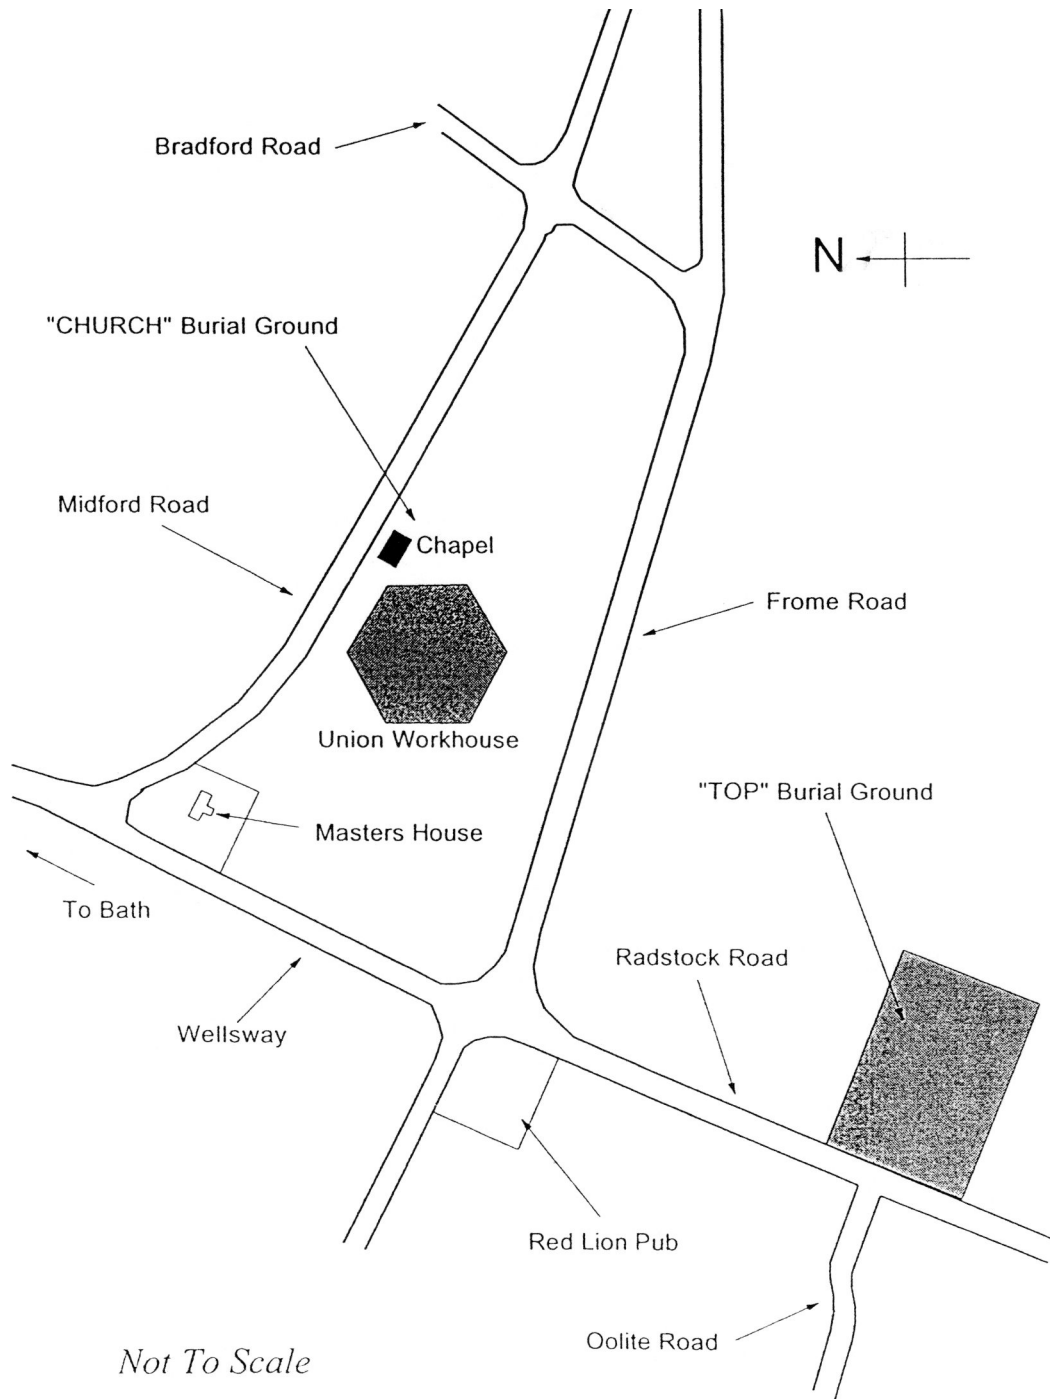 Bradford Road
N
"CHURCH" Burial Ground
Midford Road
Chapel
Frome Road
Union Workhouse
"TOP" Burial Ground
Masters House
To Bath
Radstock Road
Wellsway
Red Lion Pub
Oolite Road
Not To Scale